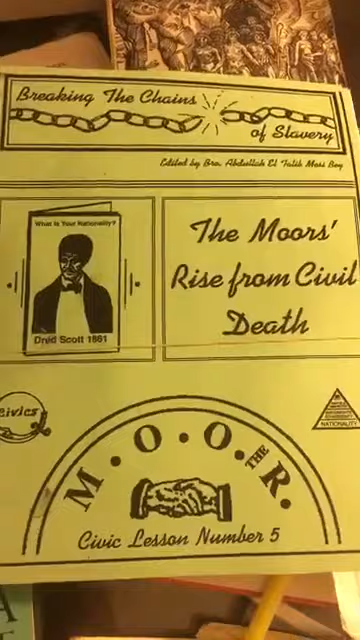 Breaking The Chains
of Slavery
Edited by Bro. Abdullah El Talib Mosi Bey
What is Your Nationality?
Dred Scott 1861
The Moors'
Rise from Civil
Death
Civics
NATIONALITY
M.O.O.R.
THE
Civic Lesson Number 5